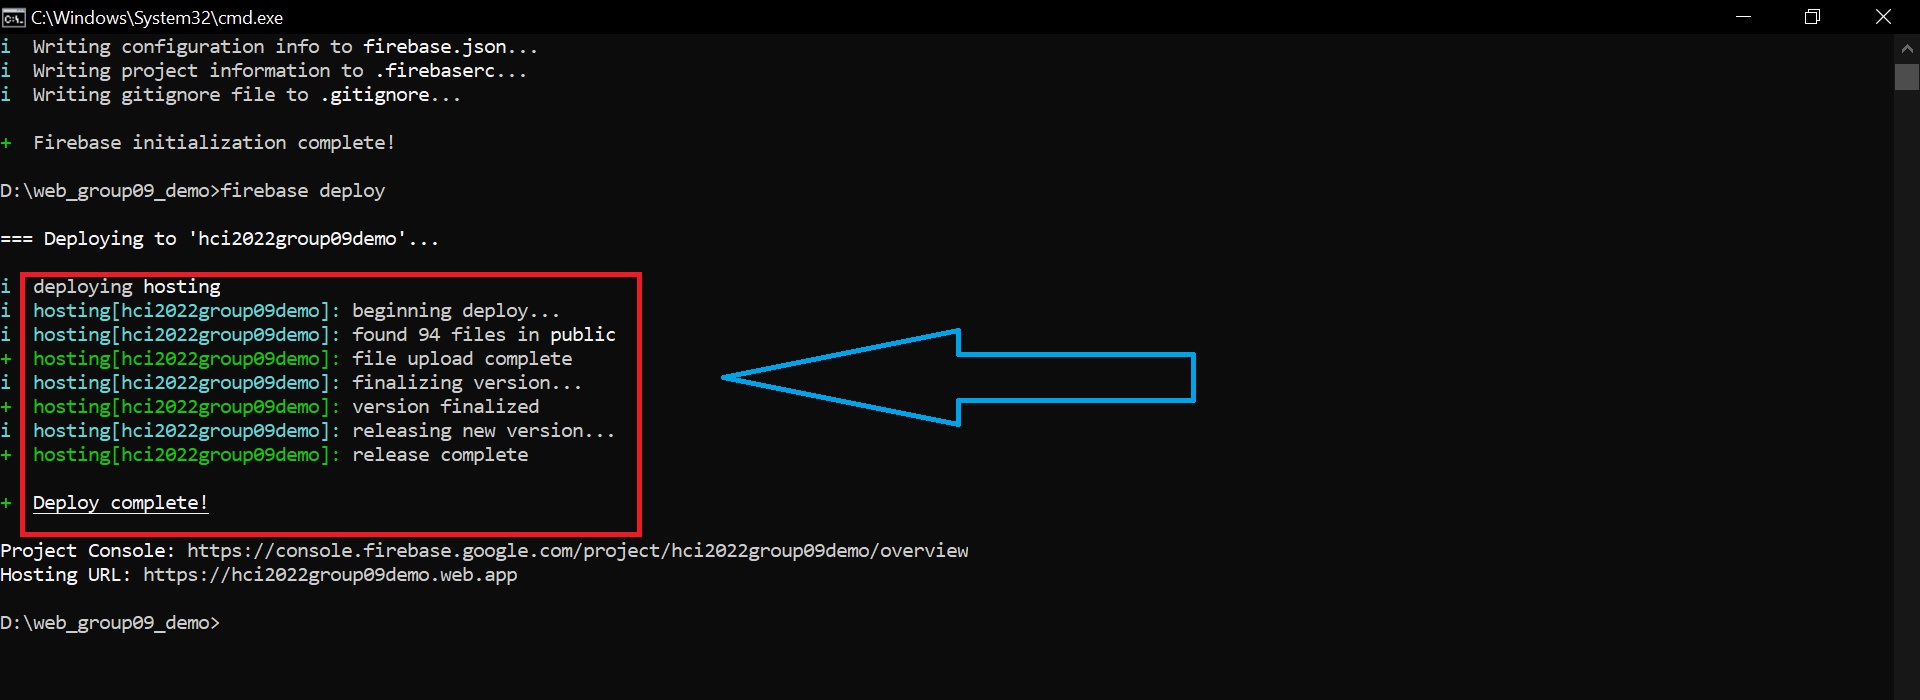 C:\Windows\System32\cmd.exe
i  Writing configuration info to firebase.json...
i  Writing project information to .firebaserc...
i  Writing gitignore file to .gitignore...
+  Firebase initialization complete!
D:\web_group09_demo>firebase deploy
=== Deploying to 'hci2022group09demo'...
i  deploying hosting
i  hosting[hci2022group09demo]: beginning deploy...
i  hosting[hci2022group09demo]: found 94 files in public
+  hosting[hci2022group09demo]: file upload complete
i  hosting[hci2022group09demo]: finalizing version...
+  hosting[hci2022group09demo]: version finalized
i  hosting[hci2022group09demo]: releasing new version...
+  hosting[hci2022group09demo]: release complete
+  Deploy complete!
Project Console: https://console.firebase.google.com/project/hci2022group09demo/overview
Hosting URL: https://hci2022group09demo.web.app
D:\web_group09_demo>